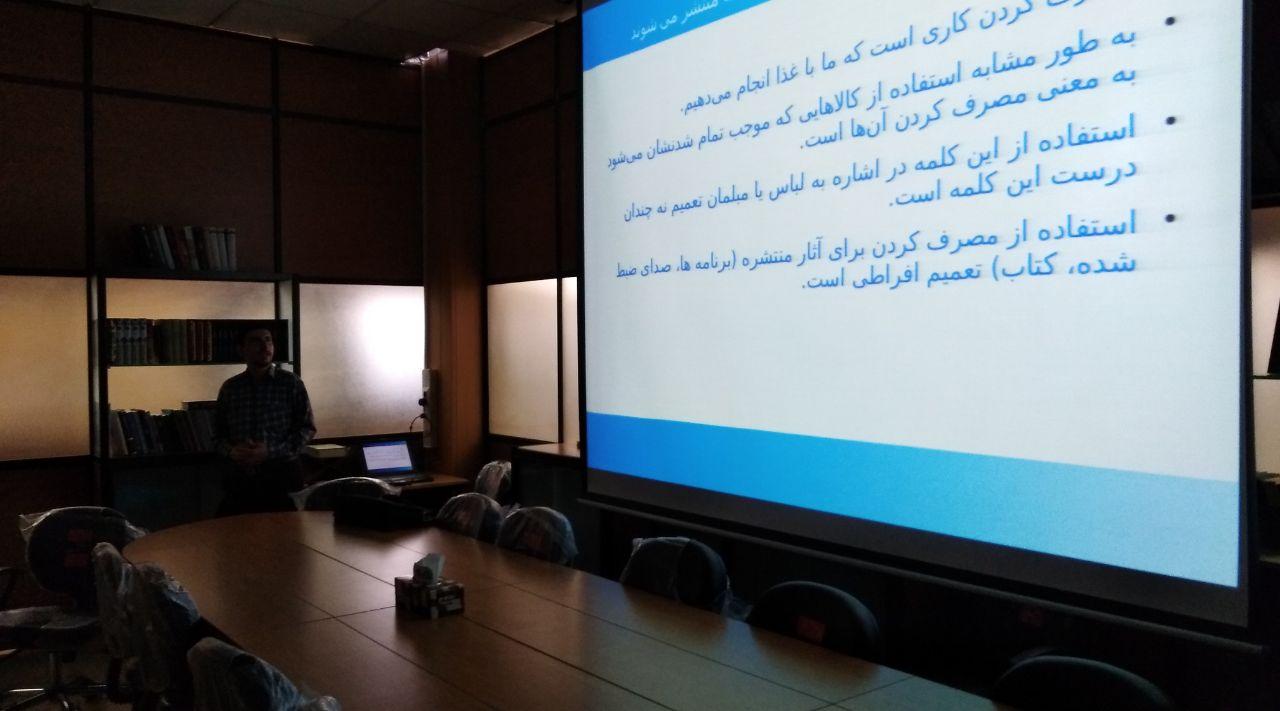 منتشر می شوند
کردن کاری است که ما با غذا انجام می‌دهیم.
به طور مشابه استفاده از کالاهایی که موجب تمام شدنشان می‌شود
به معنی مصرف کردن آن‌ها است.
استفاده از این کلمه در اشاره به لباس یا مبلمان تعمیم نه چندان
درست این کلمه است.
استفاده از مصرف کردن برای آثار منتشره (برنامه ها، صدای ضبط
شده، کتاب) تعمیم افراطی است.